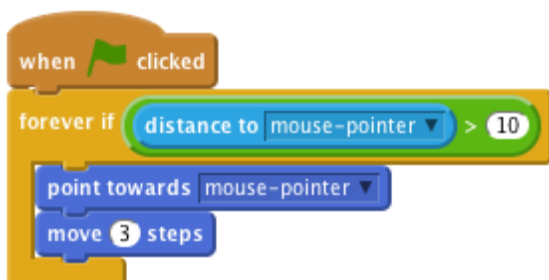 when clicked
forever if distance to mouse-pointer > 10
point towards mouse-pointer
move 3 steps